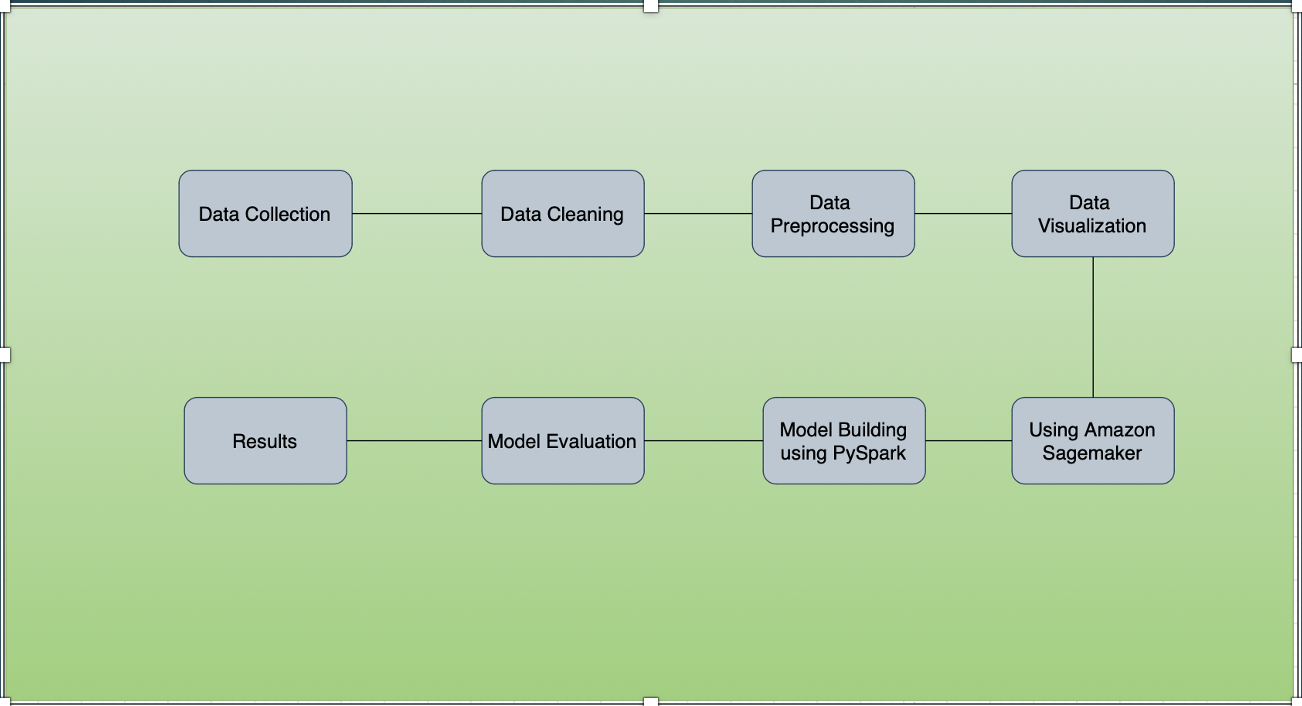 Data Collection
Data Cleaning
Data
Preprocessing
Data
Visualization
Results
Model Evaluation
Model Building
using PySpark
Using Amazon
Sagemaker